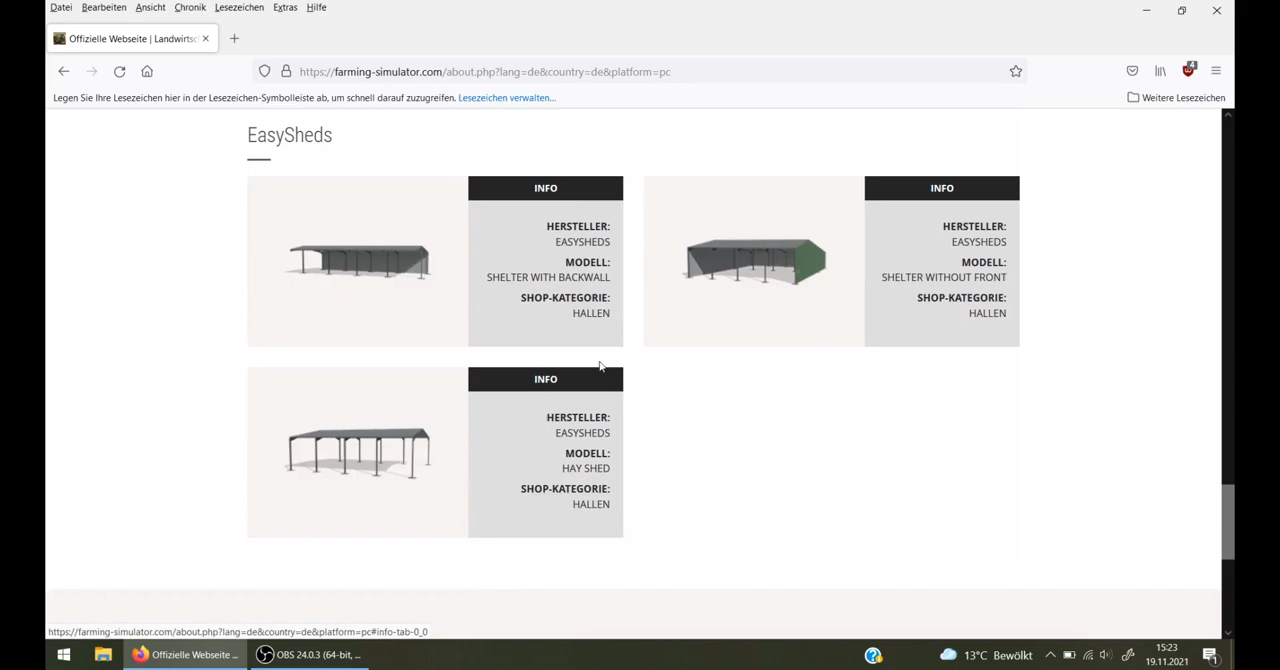 Datei Bearbeiten Ansicht Chronik Lesezeichen Extras Hilfe
Offizielle Webseite | Landwirtsc
https://farming-simulator.com/about.php?lang=de&country=de&platform=pc
4
Legen Sie Ihre Lesezeichen hier in der Lesezeichen-Symbolleiste ab, um schnell darauf zuzugreifen. Lesezeichen verwalten...
Weitere Lesezeichen
EasySheds
INFO
HERSTELLER:
EASYSHEDS
MODELL:
SHELTER WITH BACKWALL
SHOP-KATEGORIE:
HALLEN
INFO
HERSTELLER:
EASYSHEDS
MODELL:
SHELTER WITHOUT FRONT
SHOP-KATEGORIE:
HALLEN
INFO
HERSTELLER:
EASYSHEDS
MODELL:
HAY SHED
SHOP-KATEGORIE:
HALLEN
https://farming-simulator.com/about.php?lang=de&country=de&platform=pc#info-tab-0_0
Offizielle Webseite ...
OBS 24.0.3 (64-bit, ...
13°C Bewölkt
15:23
19.11.2021
1